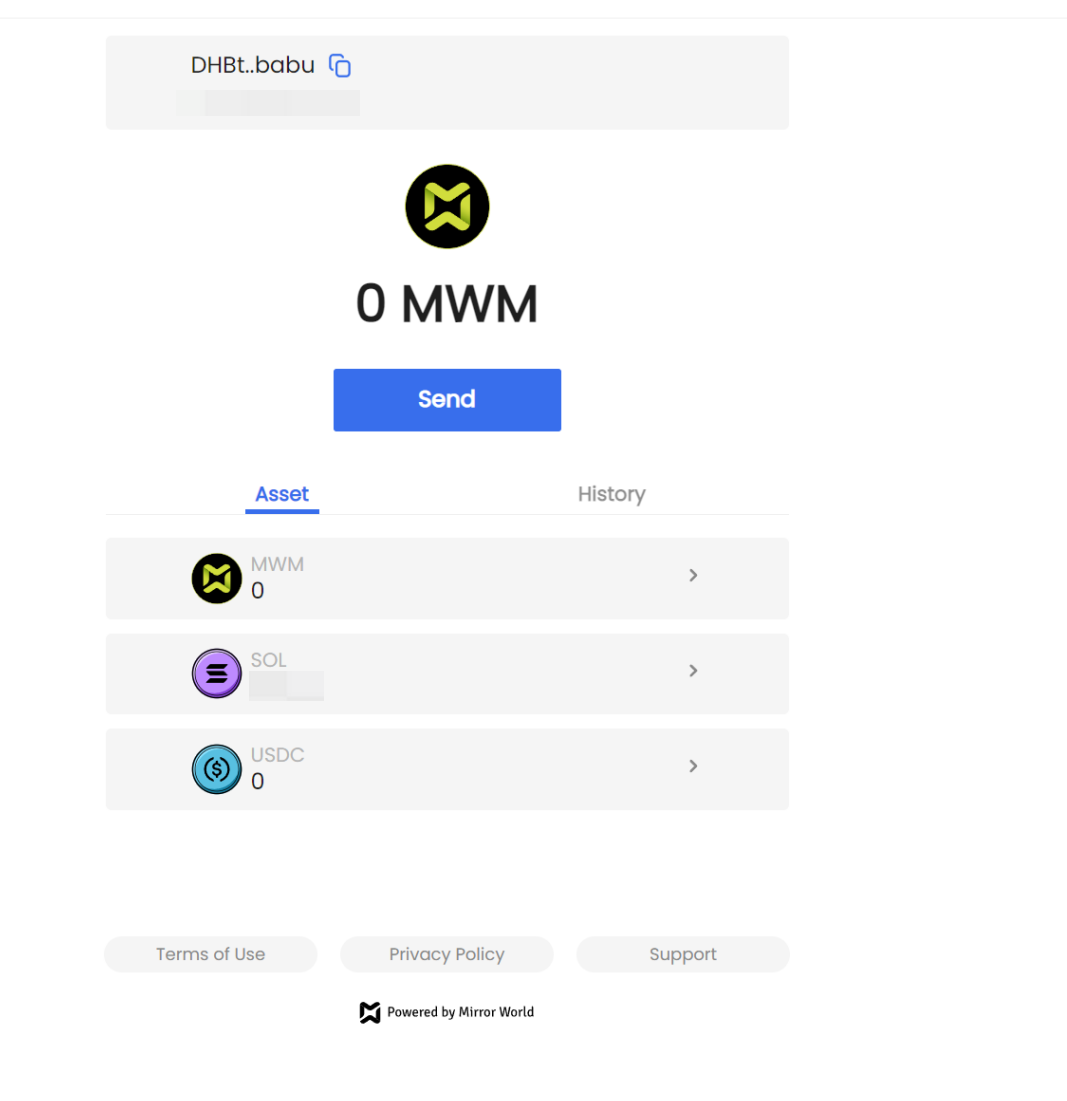 DHBt..babu
0 MWM
Send
Asset History
MWM
0
SOL
USDC
0
Terms of Use Privacy Policy Support
Powered by Mirror World